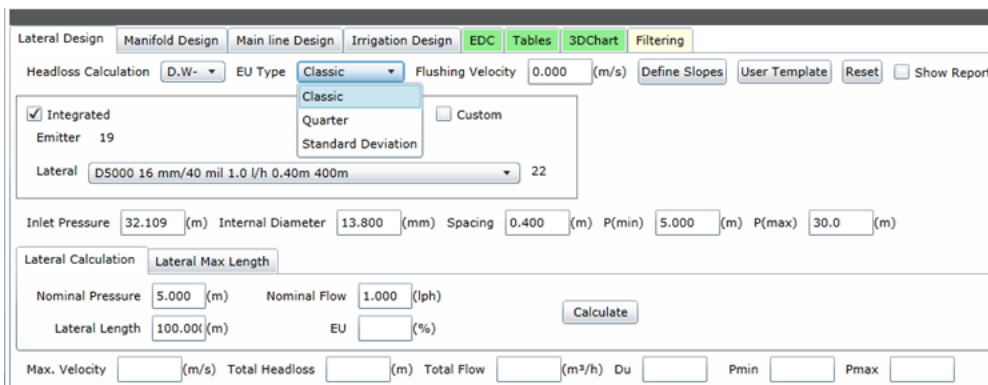 Lateral Design Manifold Design Main line Design Irrigation Design EDC Tables 3DChart Filtering
Headloss Calculation D.W- EU Type Classic Flushing Velocity 0.000 (m/s) Define Slopes User Template Reset Show Report
Classic
Integrated Quarter Custom
Emitter 19 Standard Deviation
Lateral D5000 16 mm/40 mil 1.0 l/h 0.40m 400m 22
Inlet Pressure 32.109 (m) Internal Diameter 13.800 (mm) Spacing 0.400 (m) P(min) 5.000 (m) P(max) 30.0 (m)
Lateral Calculation Lateral Max Length
Nominal Pressure 5.000 (m) Nominal Flow 1.000 (lph)
Calculate
Lateral Length 100.00( (m) EU (%)
Max. Velocity (m/s) Total Headloss (m) Total Flow (m³/h) Du Pmin Pmax